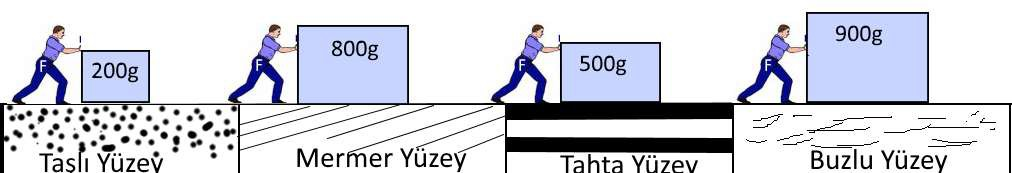 F
200g
F
800g
F
500g
F
900g
Taşlı Yüzey
Mermer Yüzey
Tahta Yüzey
Buzlu Yüzey